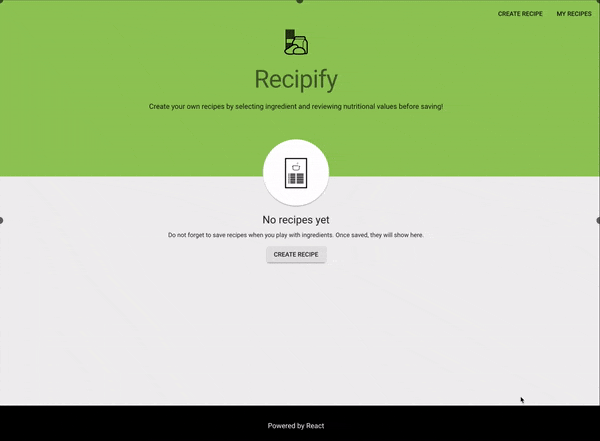 CREATE RECIPE MY RECIPES
Recipify
Create your own recipes by selecting ingredient and reviewing nutritional values before saving!
No recipes yet
Do not forget to save recipes when you play with ingredients. Once saved, they will show here.
CREATE RECIPE
Powered by React